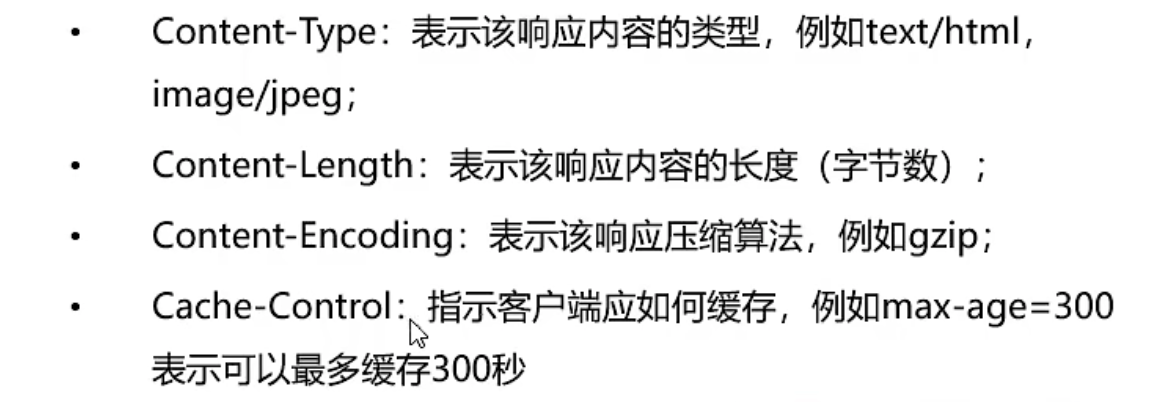 • Content-Type：表示该响应内容的类型，例如text/html，
image/jpeg；
• Content-Length：表示该响应内容的长度（字节数）；
• Content-Encoding：表示该响应压缩算法，例如gzip；
• Cache-Control：指示客户端应如何缓存，例如max-age=300
表示可以最多缓存300秒